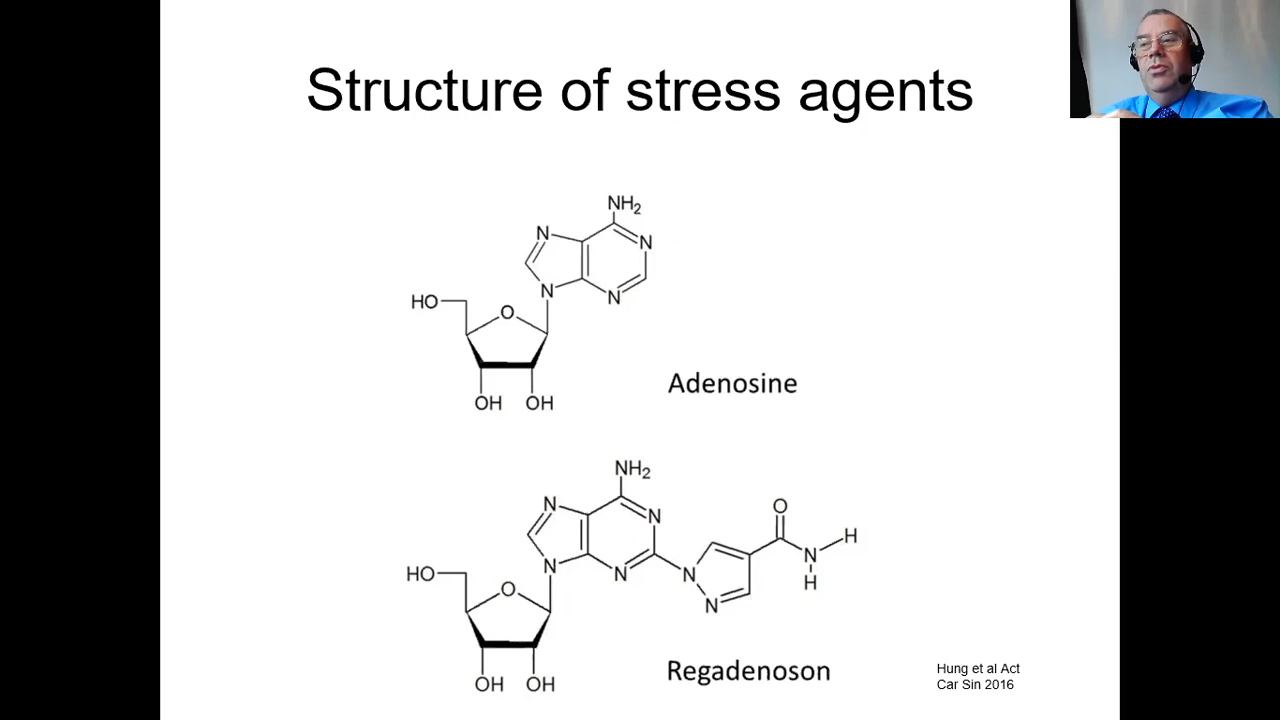 Structure of stress agents
NH2
N
N
N
N
HO
O
OH OH
Adenosine
NH2
N
N
O
N
H
N
N
N
N
H
HO
O
N
OH OH
Regadenoson
Hung et al Act
Car Sin 2016